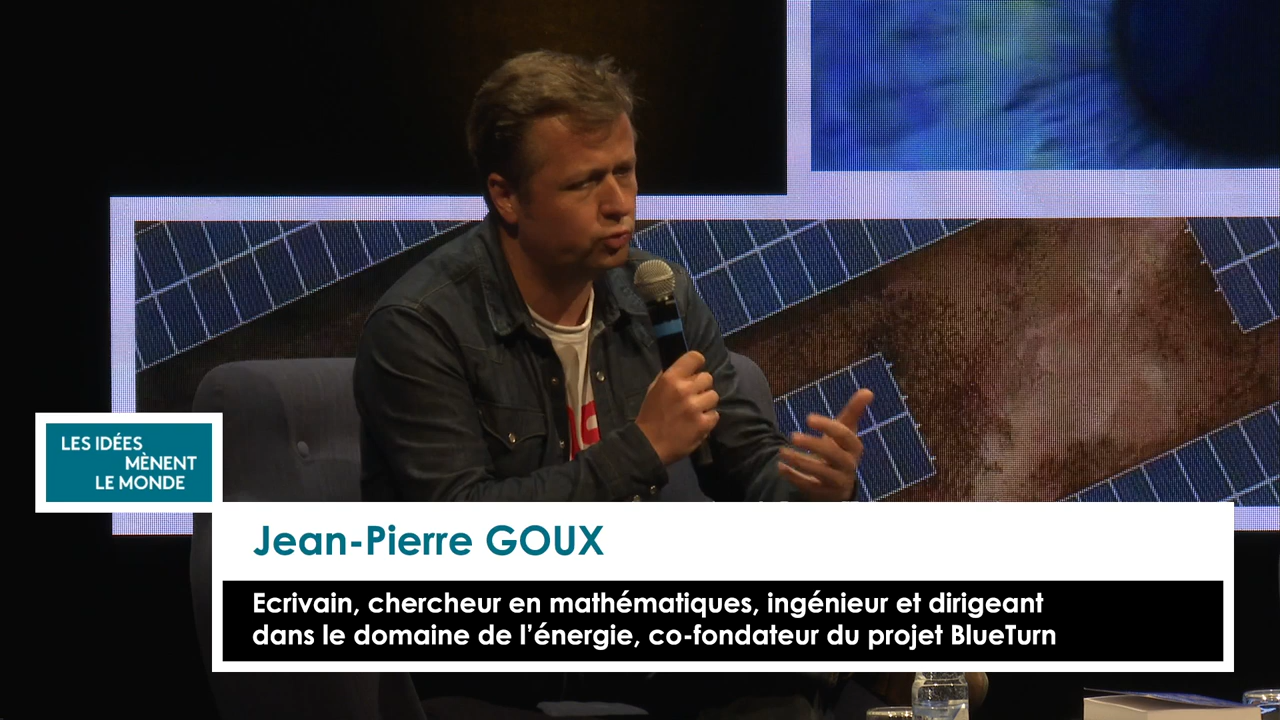 LES IDÉES
MÈNENT
LE MONDE
Jean-Pierre GOUX
Ecrivain, chercheur en mathématiques, ingénieur et dirigeant
dans le domaine de l’énergie, co-fondateur du projet BlueTurn